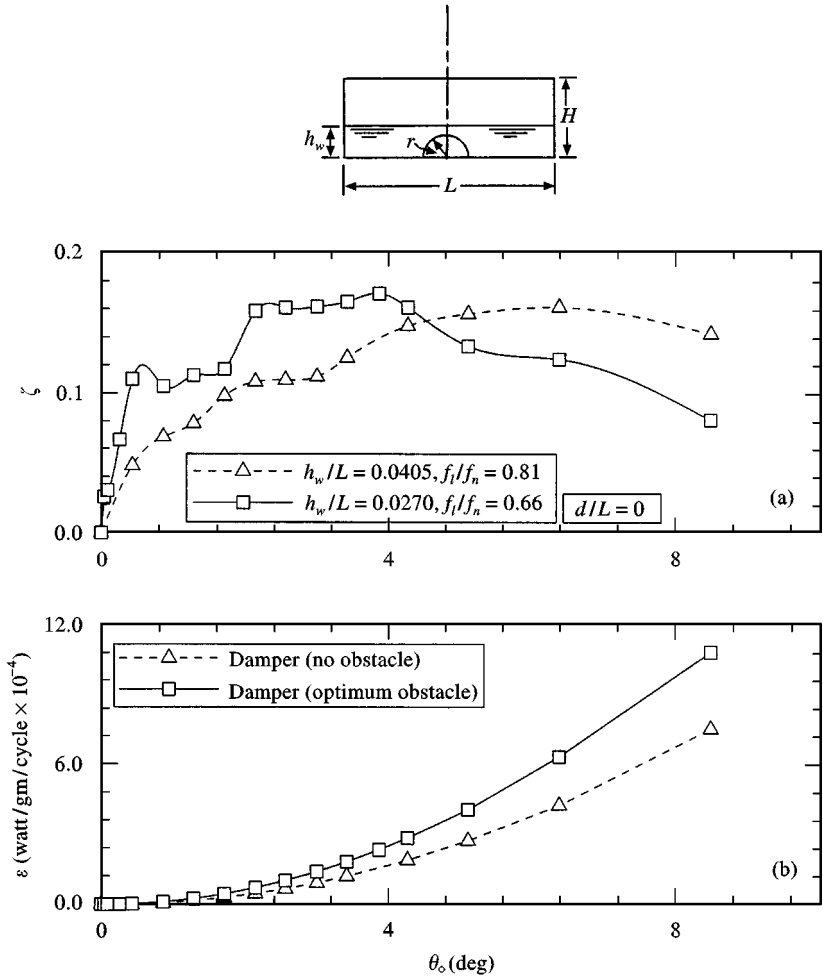 H
h_w
r
L
0.2
0.1
0.0
ζ
h_w/L = 0.0405, f_l/f_n = 0.81
h_w/L = 0.0270, f_l/f_n = 0.66
d/L = 0
(a)
0
4
8
12.0
6.0
0.0
ε (watt/gm/cycle × 10⁻⁴)
Damper (no obstacle)
Damper (optimum obstacle)
(b)
0
4
8
θ₀ (deg)